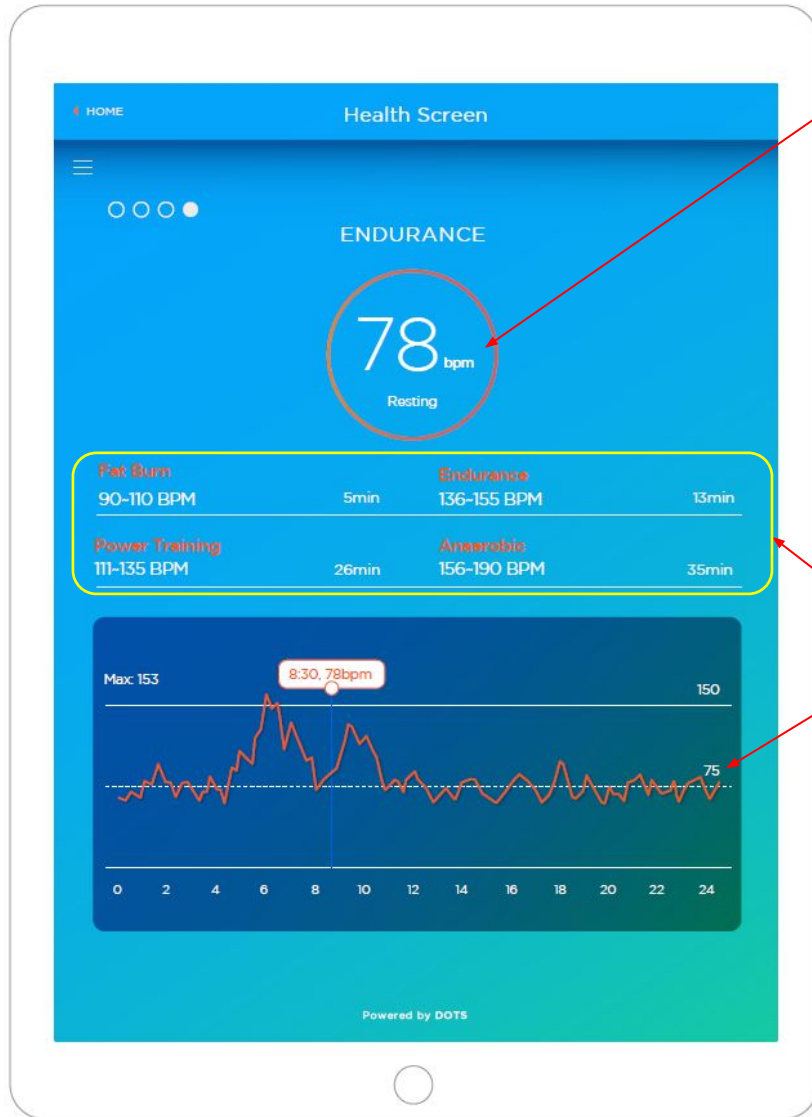 HOME
Health Screen
ENDURANCE
78 bpm
Resting
Fat Burn
90-110 BPM 5min
Endurance
136-155 BPM 13min
Power Training
111-135 BPM 26min
Anaerobic
156-190 BPM 35min
Max: 153
8:30, 78bpm
150
75
0 2 4 6 8 10 12 14 16 18 20 22 24
Powered by DOTS